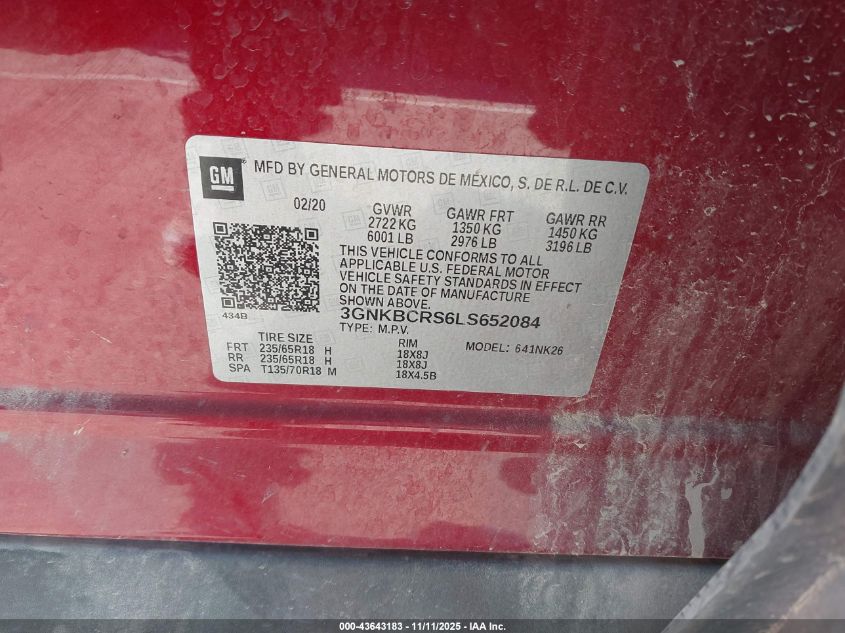 GM
MFD BY GENERAL MOTORS DE MÉXICO, S. DE R.L. DE C.V.
02/20 GVWR GAWR FRT GAWR RR
2722 KG 1350 KG 1450 KG
6001 LB 2976 LB 3196 LB
THIS VEHICLE CONFORMS TO ALL
APPLICABLE U.S. FEDERAL MOTOR
VEHICLE SAFETY STANDARDS IN EFFECT
ON THE DATE OF MANUFACTURE
SHOWN ABOVE.
434B 3GNKBCRS6LS652084
TYPE: M.P.V. MODEL: 641NK26
TIRE SIZE RIM
FRT 235/65R18 H 18X8J
RR 235/65R18 H 18X8J
SPA T135/70R18 M 18X4.5B
000-43643183 - 11/11/2025 - IAA Inc.